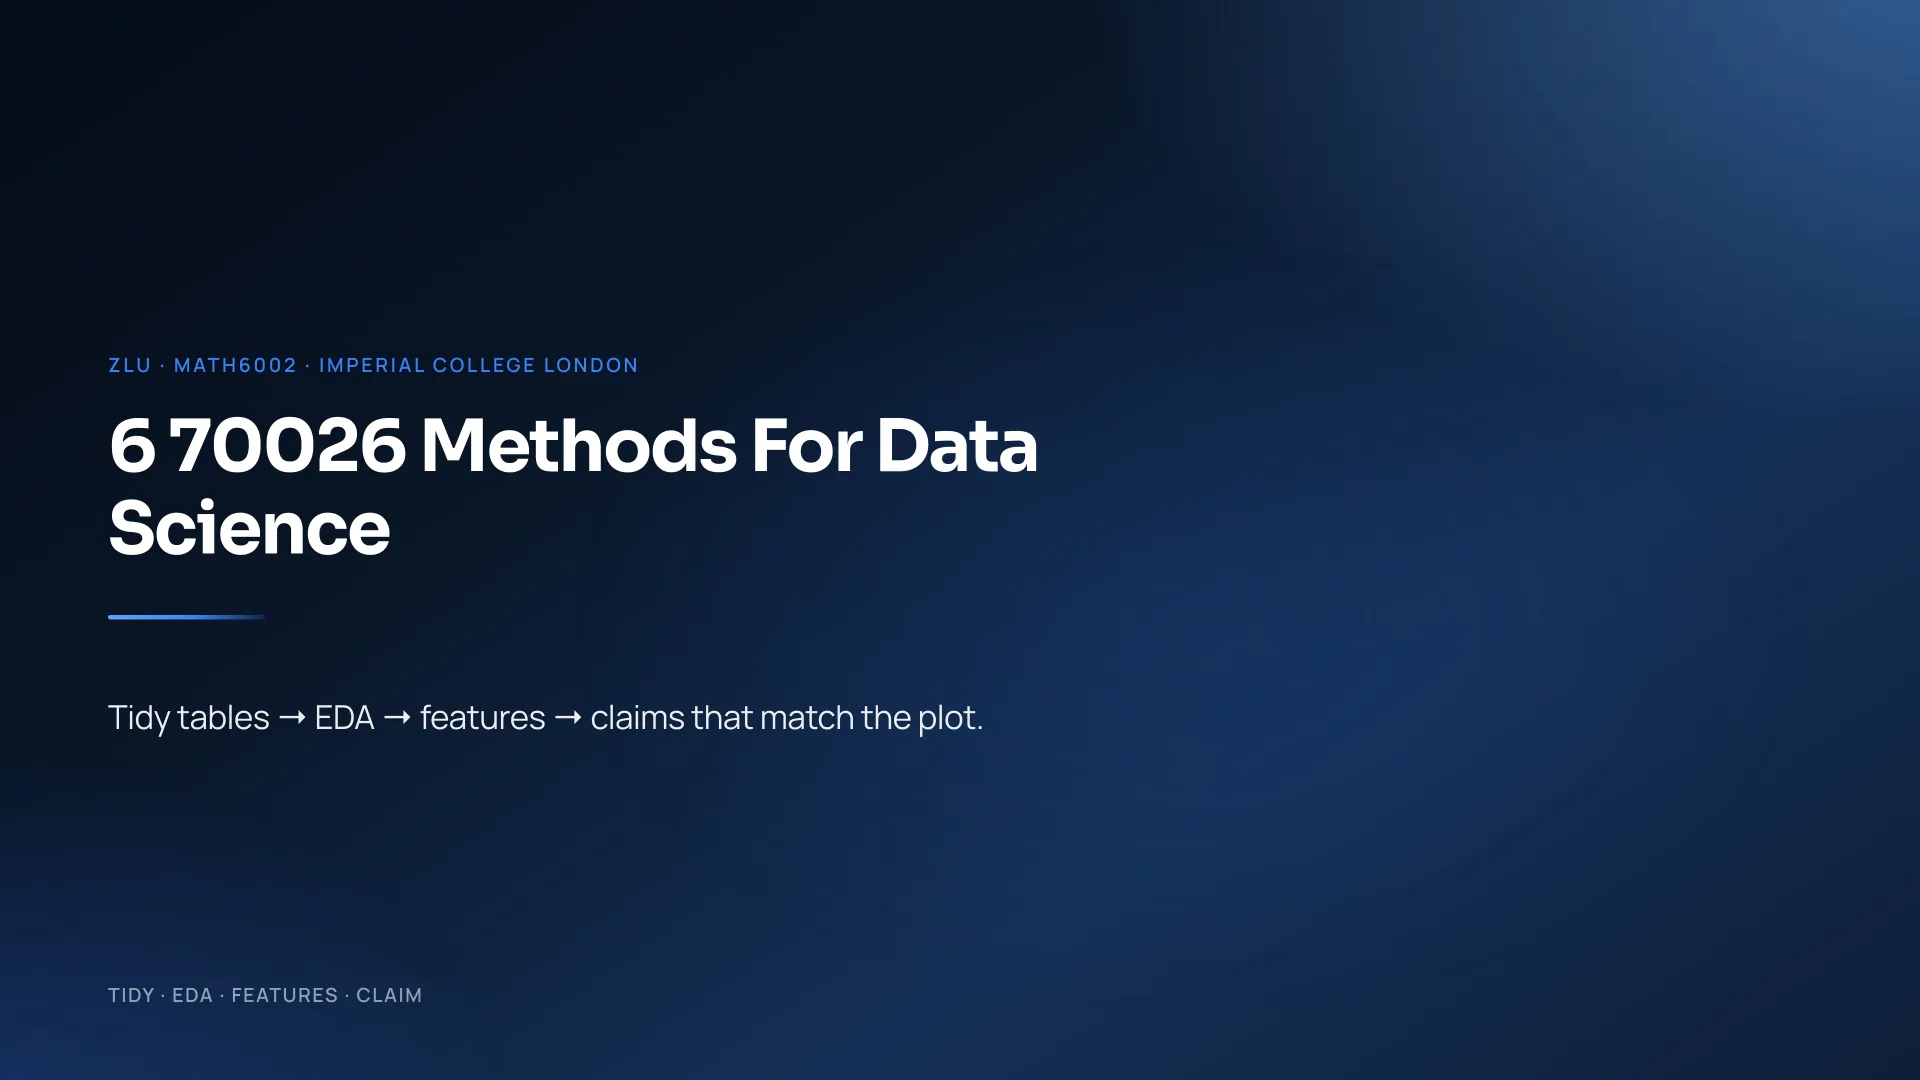 ZLU · MATH6002 · IMPERIAL COLLEGE LONDON
6 70026 Methods For Data
Science
Tidy tables → EDA → features → claims that match the plot.
TIDY · EDA · FEATURES · CLAIM